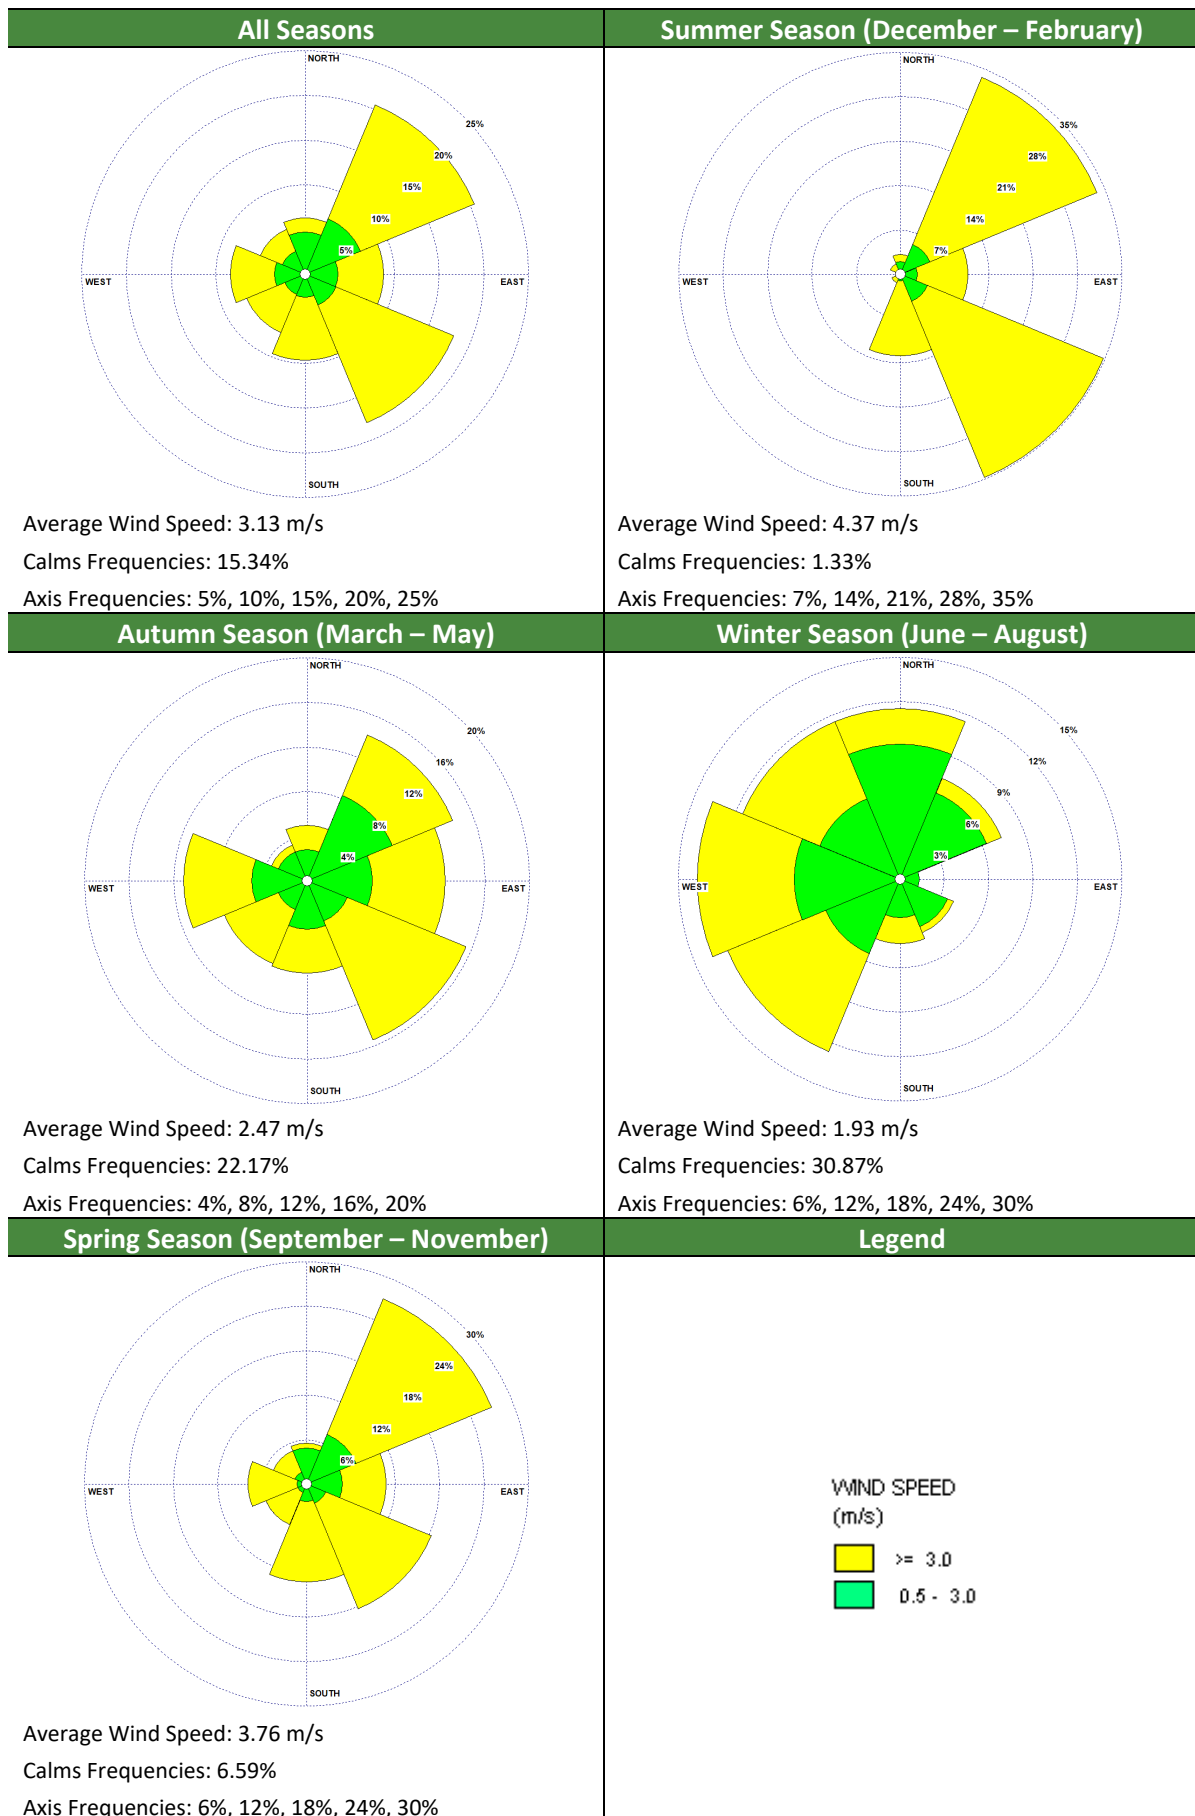 All Seasons
NORTH
25%
20%
15%
10%
5%
WEST
EAST
SOUTH
Average Wind Speed: 3.13 m/s
Calms Frequencies: 15.34%
Axis Frequencies: 5%, 10%, 15%, 20%, 25%
Summer Season (December – February)
NORTH
35%
28%
21%
14%
7%
WEST
EAST
SOUTH
Average Wind Speed: 4.37 m/s
Calms Frequencies: 1.33%
Axis Frequencies: 7%, 14%, 21%, 28%, 35%
Autumn Season (March – May)
NORTH
20%
16%
12%
8%
4%
WEST
EAST
SOUTH
Average Wind Speed: 2.47 m/s
Calms Frequencies: 22.17%
Axis Frequencies: 4%, 8%, 12%, 16%, 20%
Winter Season (June – August)
NORTH
15%
12%
9%
6%
3%
WEST
EAST
SOUTH
Average Wind Speed: 1.93 m/s
Calms Frequencies: 30.87%
Axis Frequencies: 6%, 12%, 18%, 24%, 30%
Spring Season (September – November)
NORTH
30%
24%
18%
12%
6%
WEST
EAST
SOUTH
Average Wind Speed: 3.76 m/s
Calms Frequencies: 6.59%
Axis Frequencies: 6%, 12%, 18%, 24%, 30%
Legend
WIND SPEED
(m/s)
>= 3.0
0.5 - 3.0